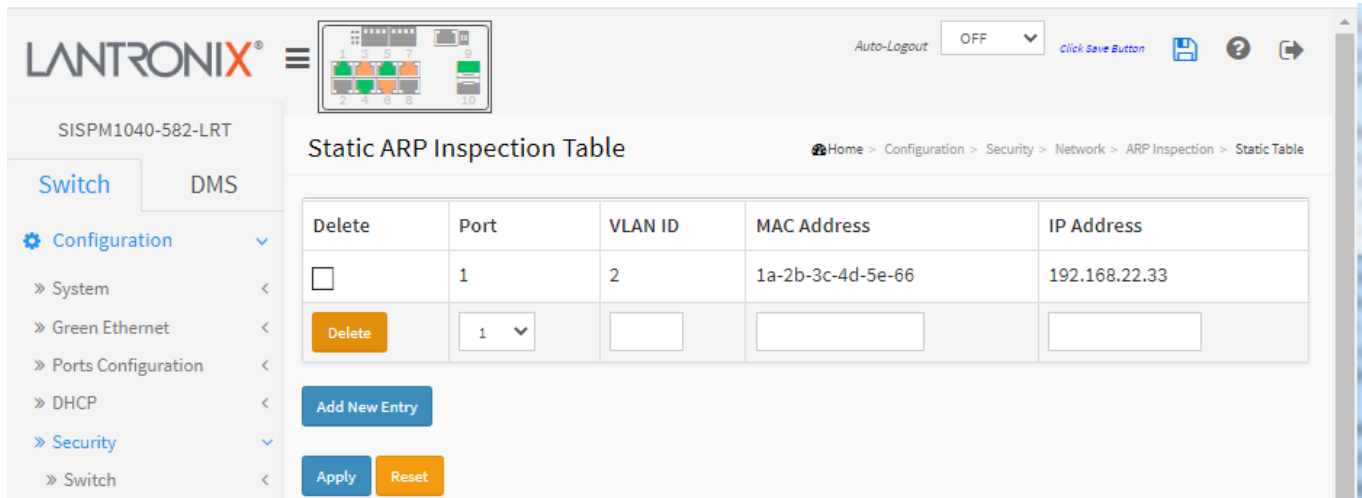 LANTRONIX®
1 3 5 7 9
2 4 6 8 10
Auto-Logout OFF Click Save Button
SISPM1040-582-LRT
Switch DMS
Configuration
» System
» Green Ethernet
» Ports Configuration
» DHCP
» Security
» Switch
Static ARP Inspection Table
Home > Configuration > Security > Network > ARP Inspection > Static Table
Delete Port VLAN ID MAC Address IP Address
1 2 1a-2b-3c-4d-5e-66 192.168.22.33
Delete 1
Add New Entry
Apply Reset